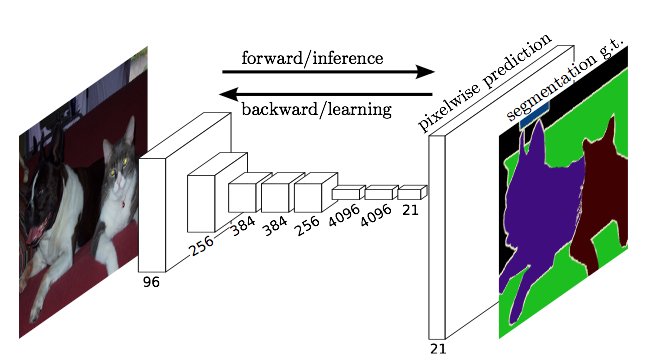 forward/inference
backward/learning
pixelwise prediction
segmentation g.t.
96
256
384
384
256
4096
4096
21
21